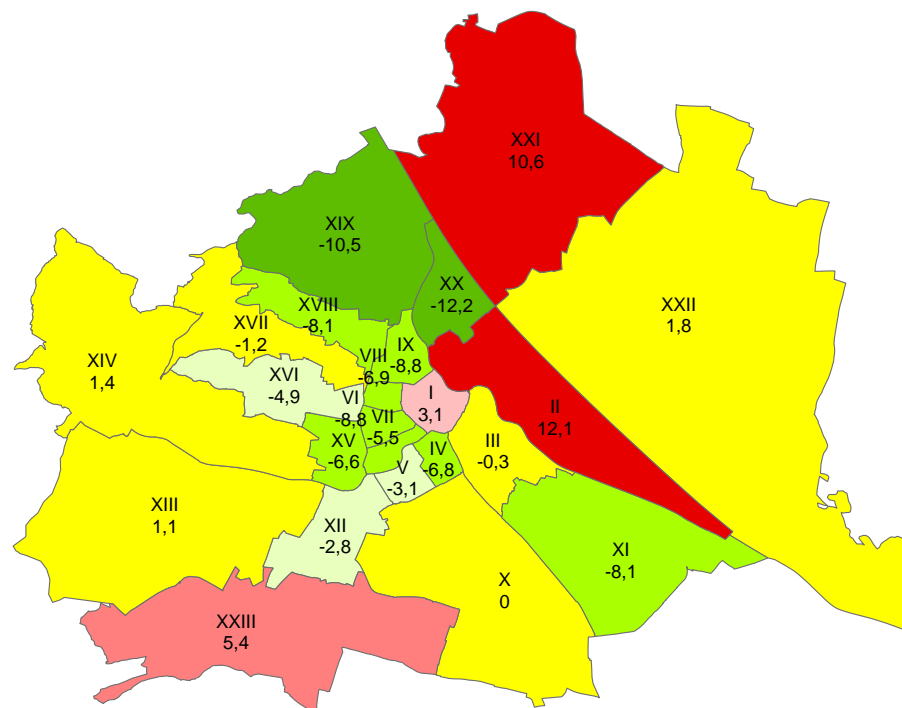 XXI
10,6
XIX
-10,5
XX
-12,2
XXII
1,8
XVIII
-8,1
XVII
-1,2
IX
-8,8
VIII
-6,9
XIV
1,4
XVI
-4,9
VI
-8,8
I
3,1
II
12,1
VII
-5,5
XV
-6,6
III
-0,3
IV
-6,8
V
-3,1
XIII
1,1
XII
-2,8
XI
-8,1
X
0
XXIII
5,4